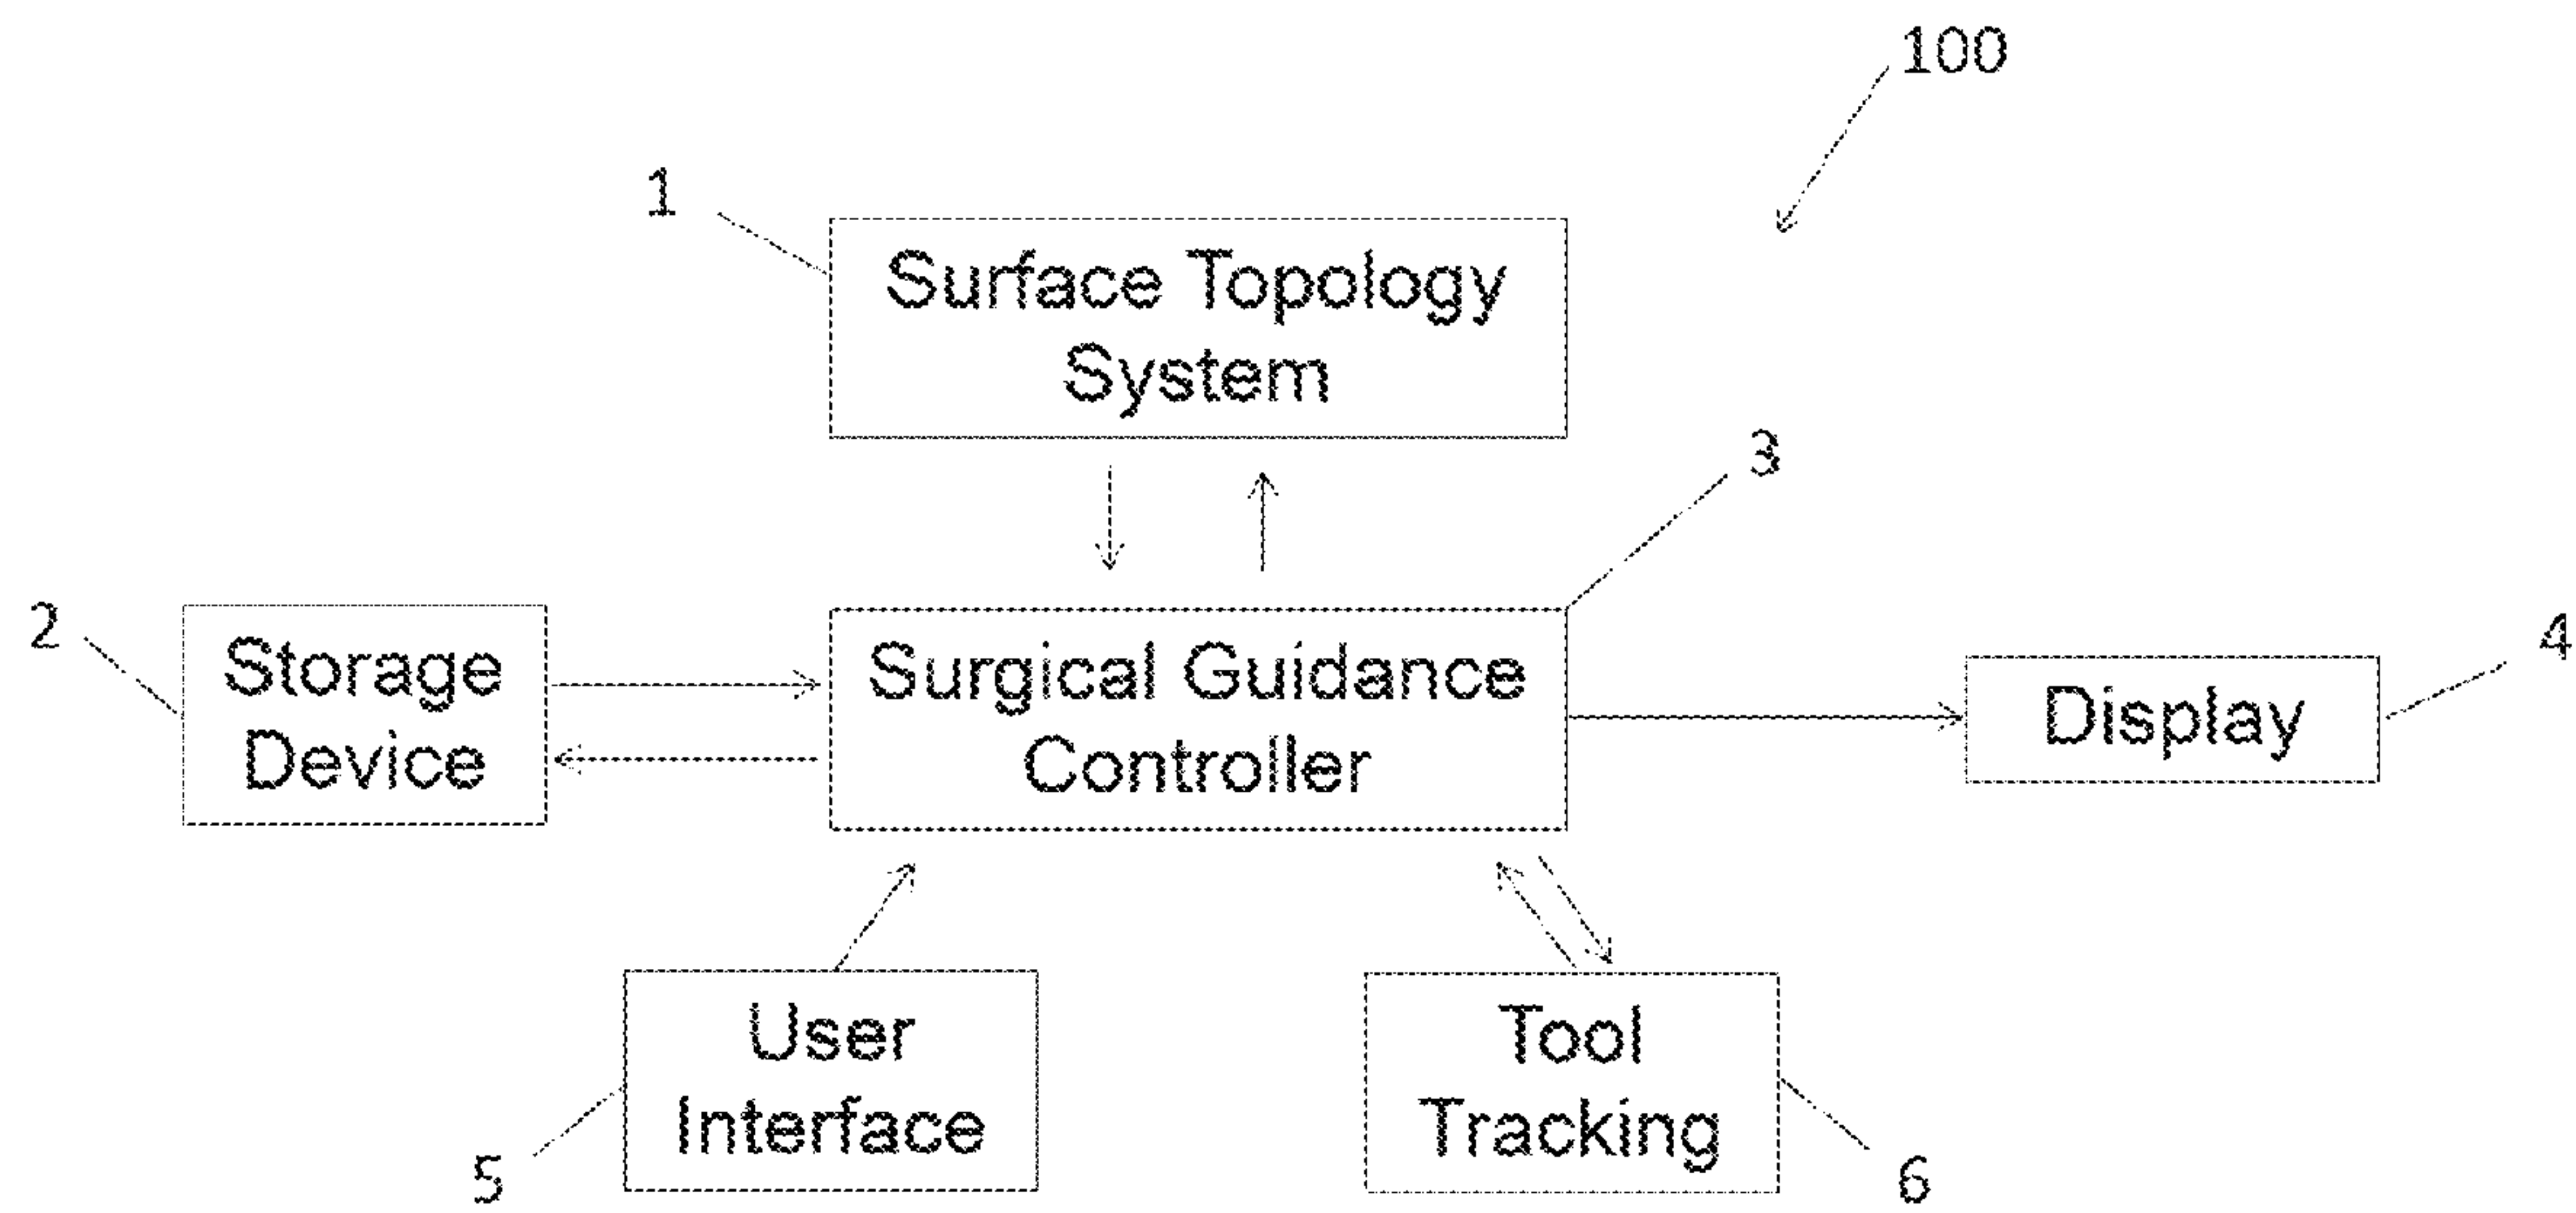 100
1
Surface Topology
System
3
2
Storage
Device
Surgical Guidance
Controller
4
Display
User
Interface
5
Tool
Tracking
6